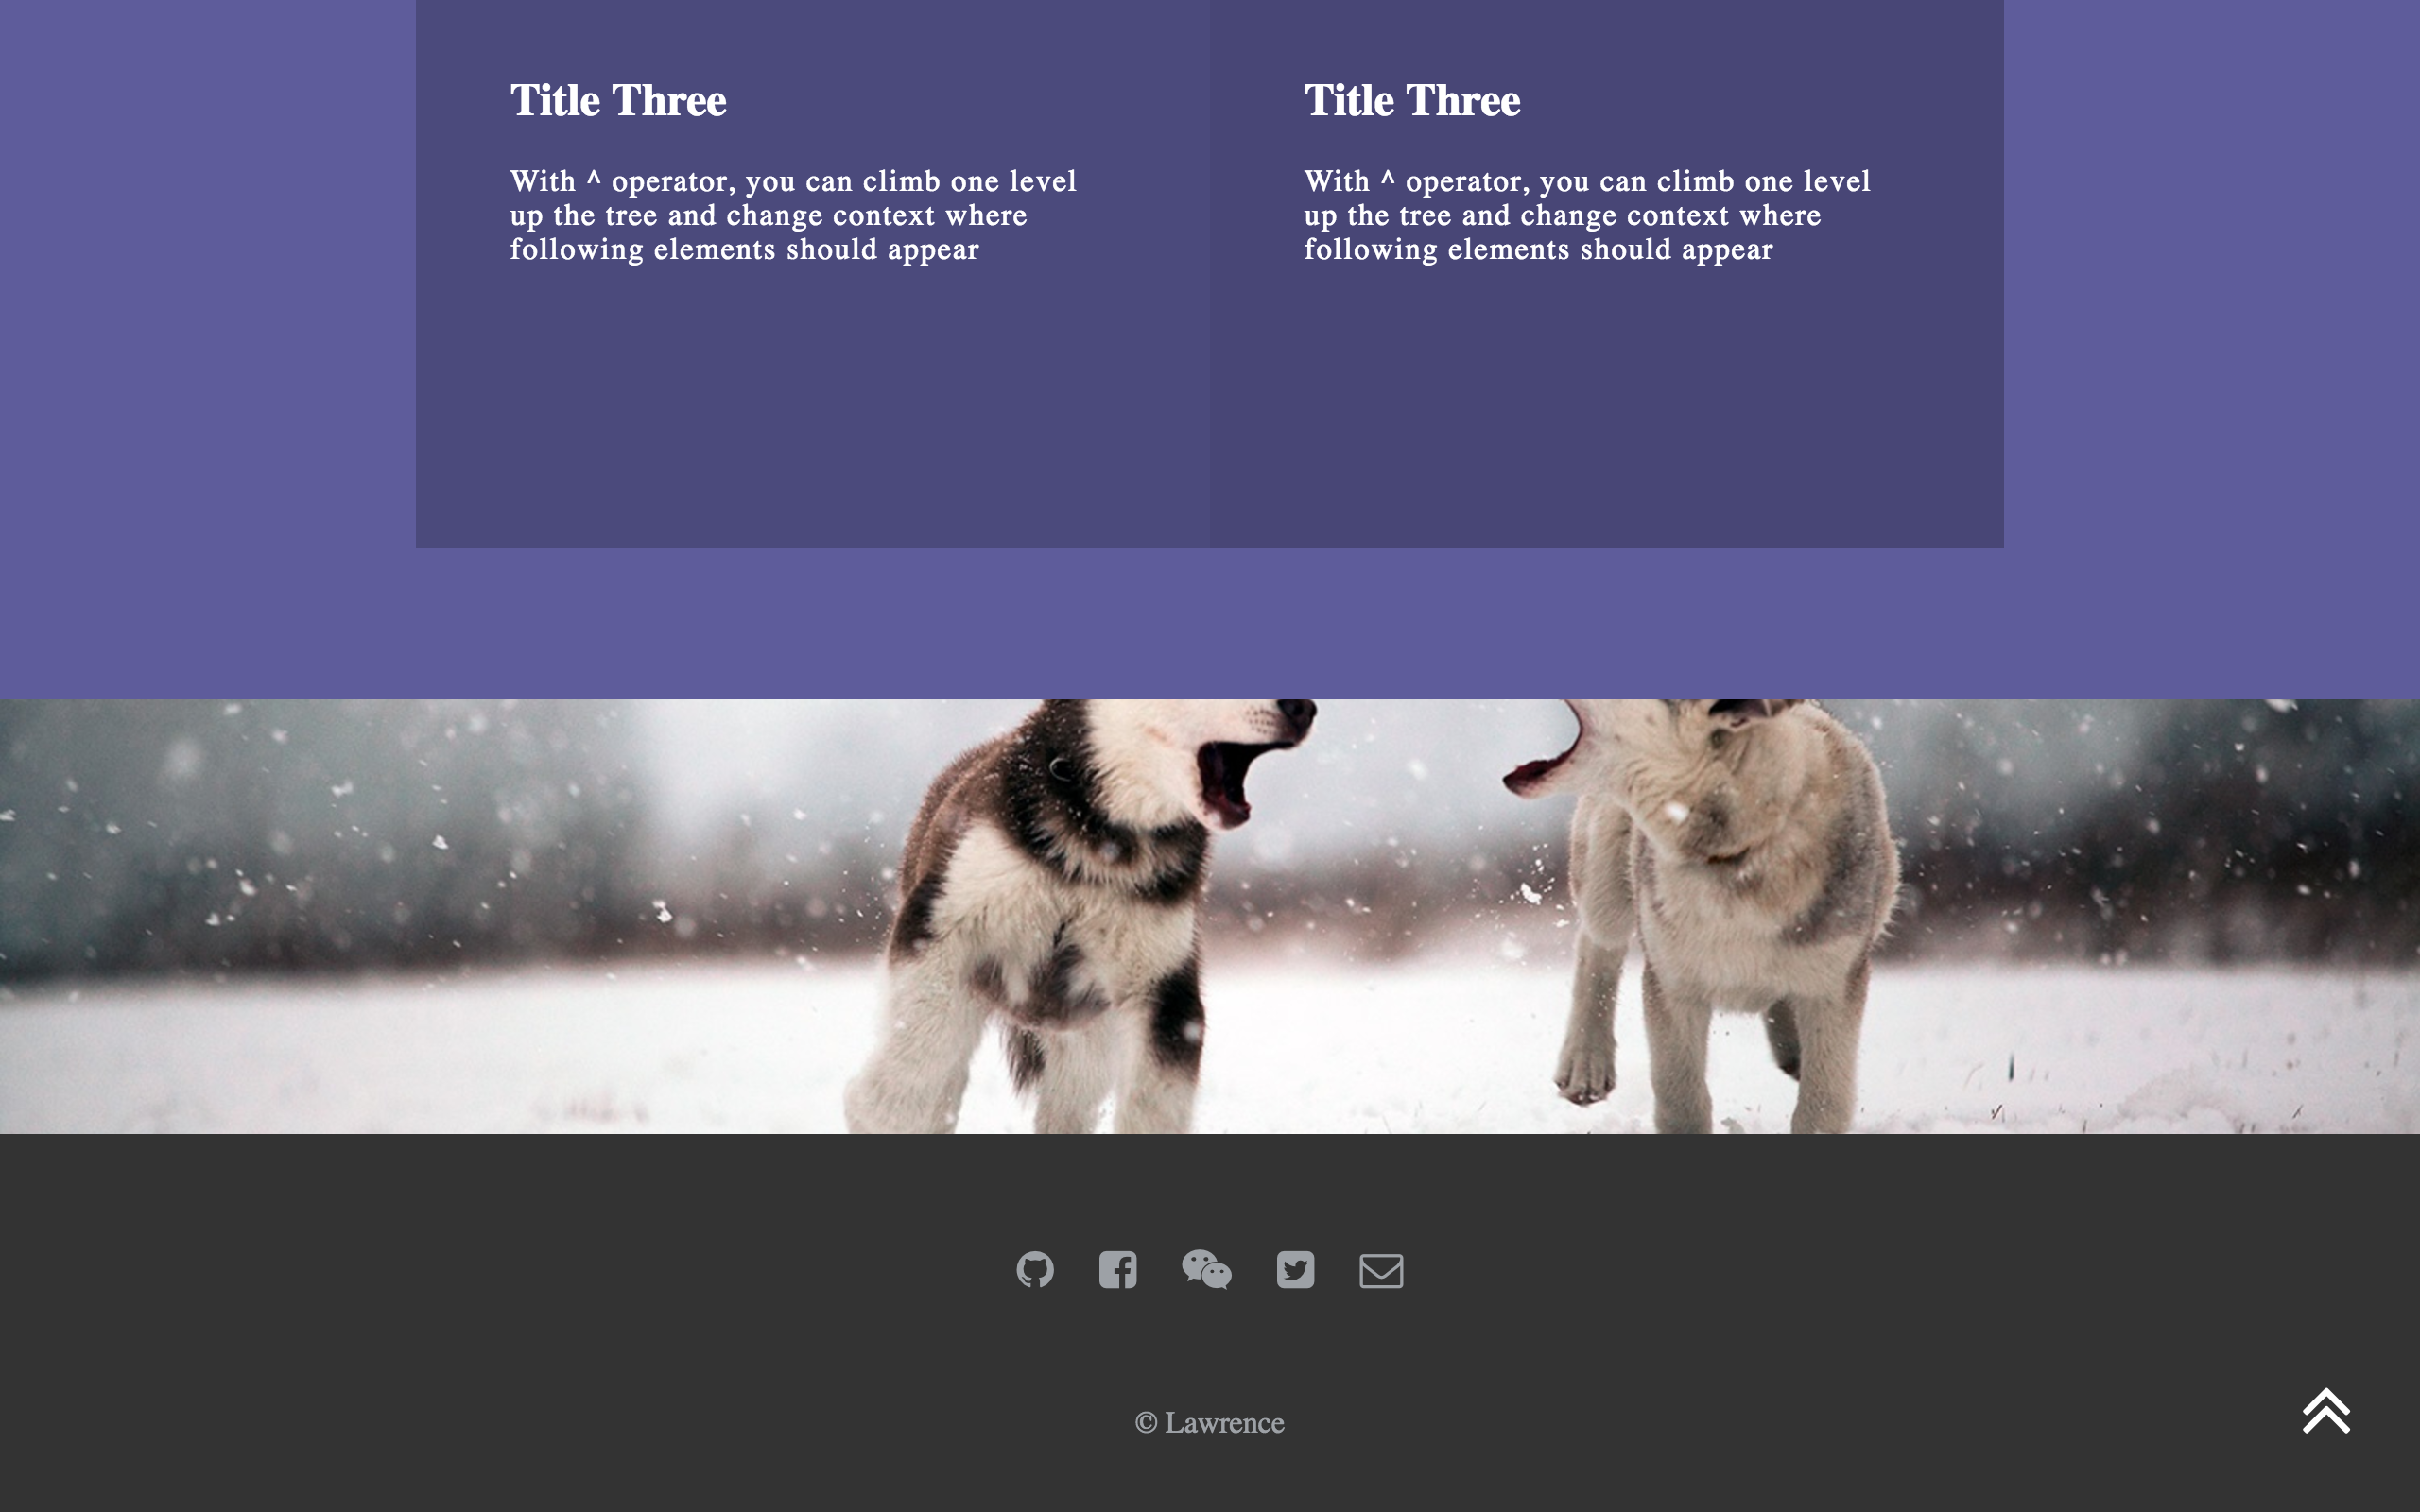 Title Three
With ^ operator, you can climb one level
up the tree and change context where
following elements should appear
Title Three
With ^ operator, you can climb one level
up the tree and change context where
following elements should appear
© Lawrence